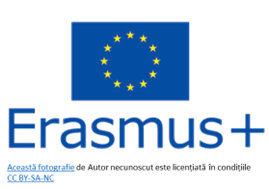 Erasmus+
Această fotografie de Autor necunoscut este licențiată în condițiile
CC BY-SA-NC